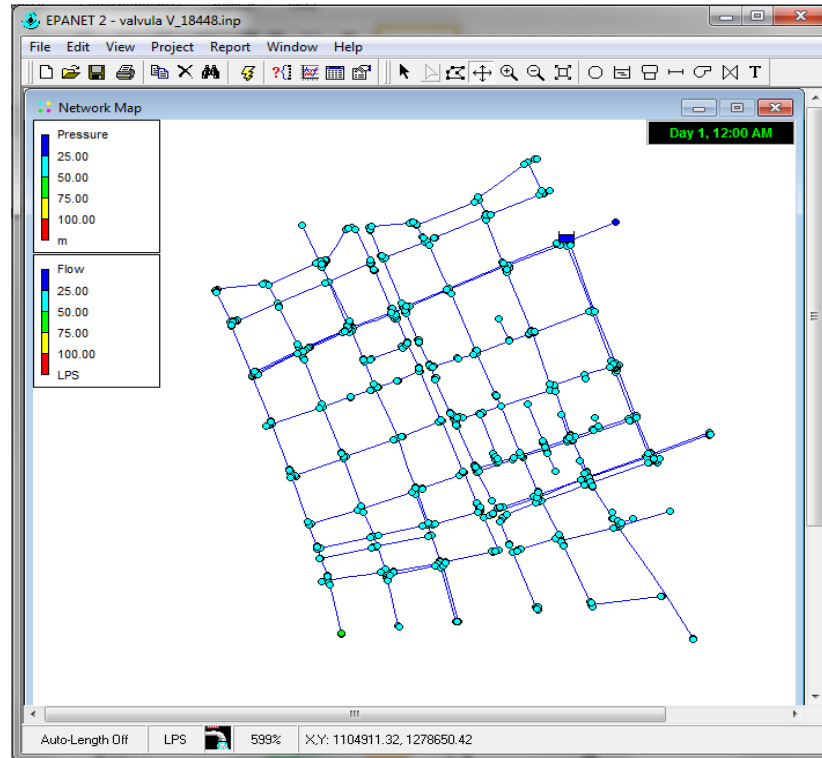 EPANET 2 - valvula V_18448.inp
File Edit View Project Report Window Help
T
Network Map
Day 1, 12:00 AM
Pressure
25.00
50.00
75.00
100.00
m
Flow
25.00
50.00
75.00
100.00
LPS
Auto-Length Off LPS 599% X,Y: 1104911.32, 1278650.42